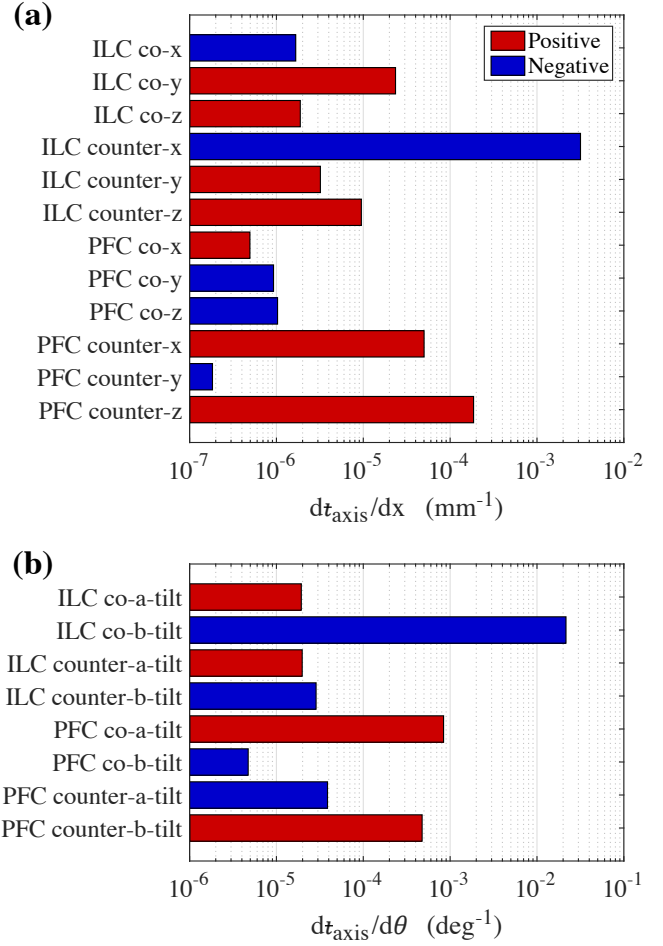 (a)
Positive
Negative
ILC co-x
ILC co-y
ILC co-z
ILC counter-x
ILC counter-y
ILC counter-z
PFC co-x
PFC co-y
PFC co-z
PFC counter-x
PFC counter-y
PFC counter-z
10⁻⁷ 10⁻⁶ 10⁻⁵ 10⁻⁴ 10⁻³ 10⁻²
dꞎₐₓᵢₛ/dx (mm⁻¹)
(b)
ILC co-a-tilt
ILC co-b-tilt
ILC counter-a-tilt
ILC counter-b-tilt
PFC co-a-tilt
PFC co-b-tilt
PFC counter-a-tilt
PFC counter-b-tilt
10⁻⁶ 10⁻⁵ 10⁻⁴ 10⁻³ 10⁻² 10⁻¹
dꞎₐₓᵢₛ/dθ (deg⁻¹)